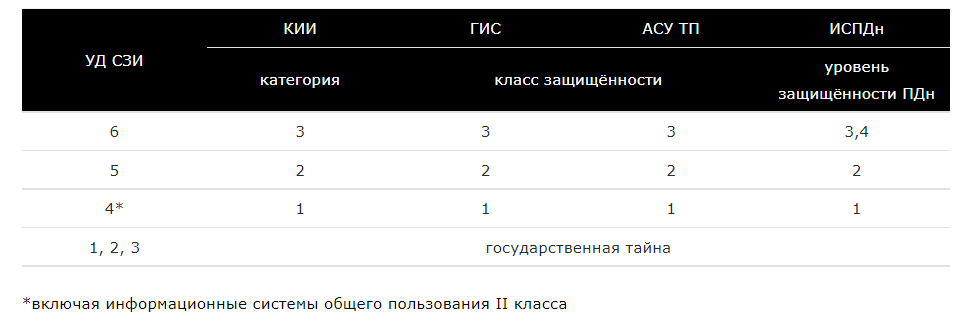 УД СЗИ КИИ ГИС АСУ ТП ИСПДн
категория класс защищённости уровень защищённости ПДн
6 3 3 3 3,4
5 2 2 2 2
4* 1 1 1 1
1, 2, 3 государственная тайна
*включая информационные системы общего пользования II класса